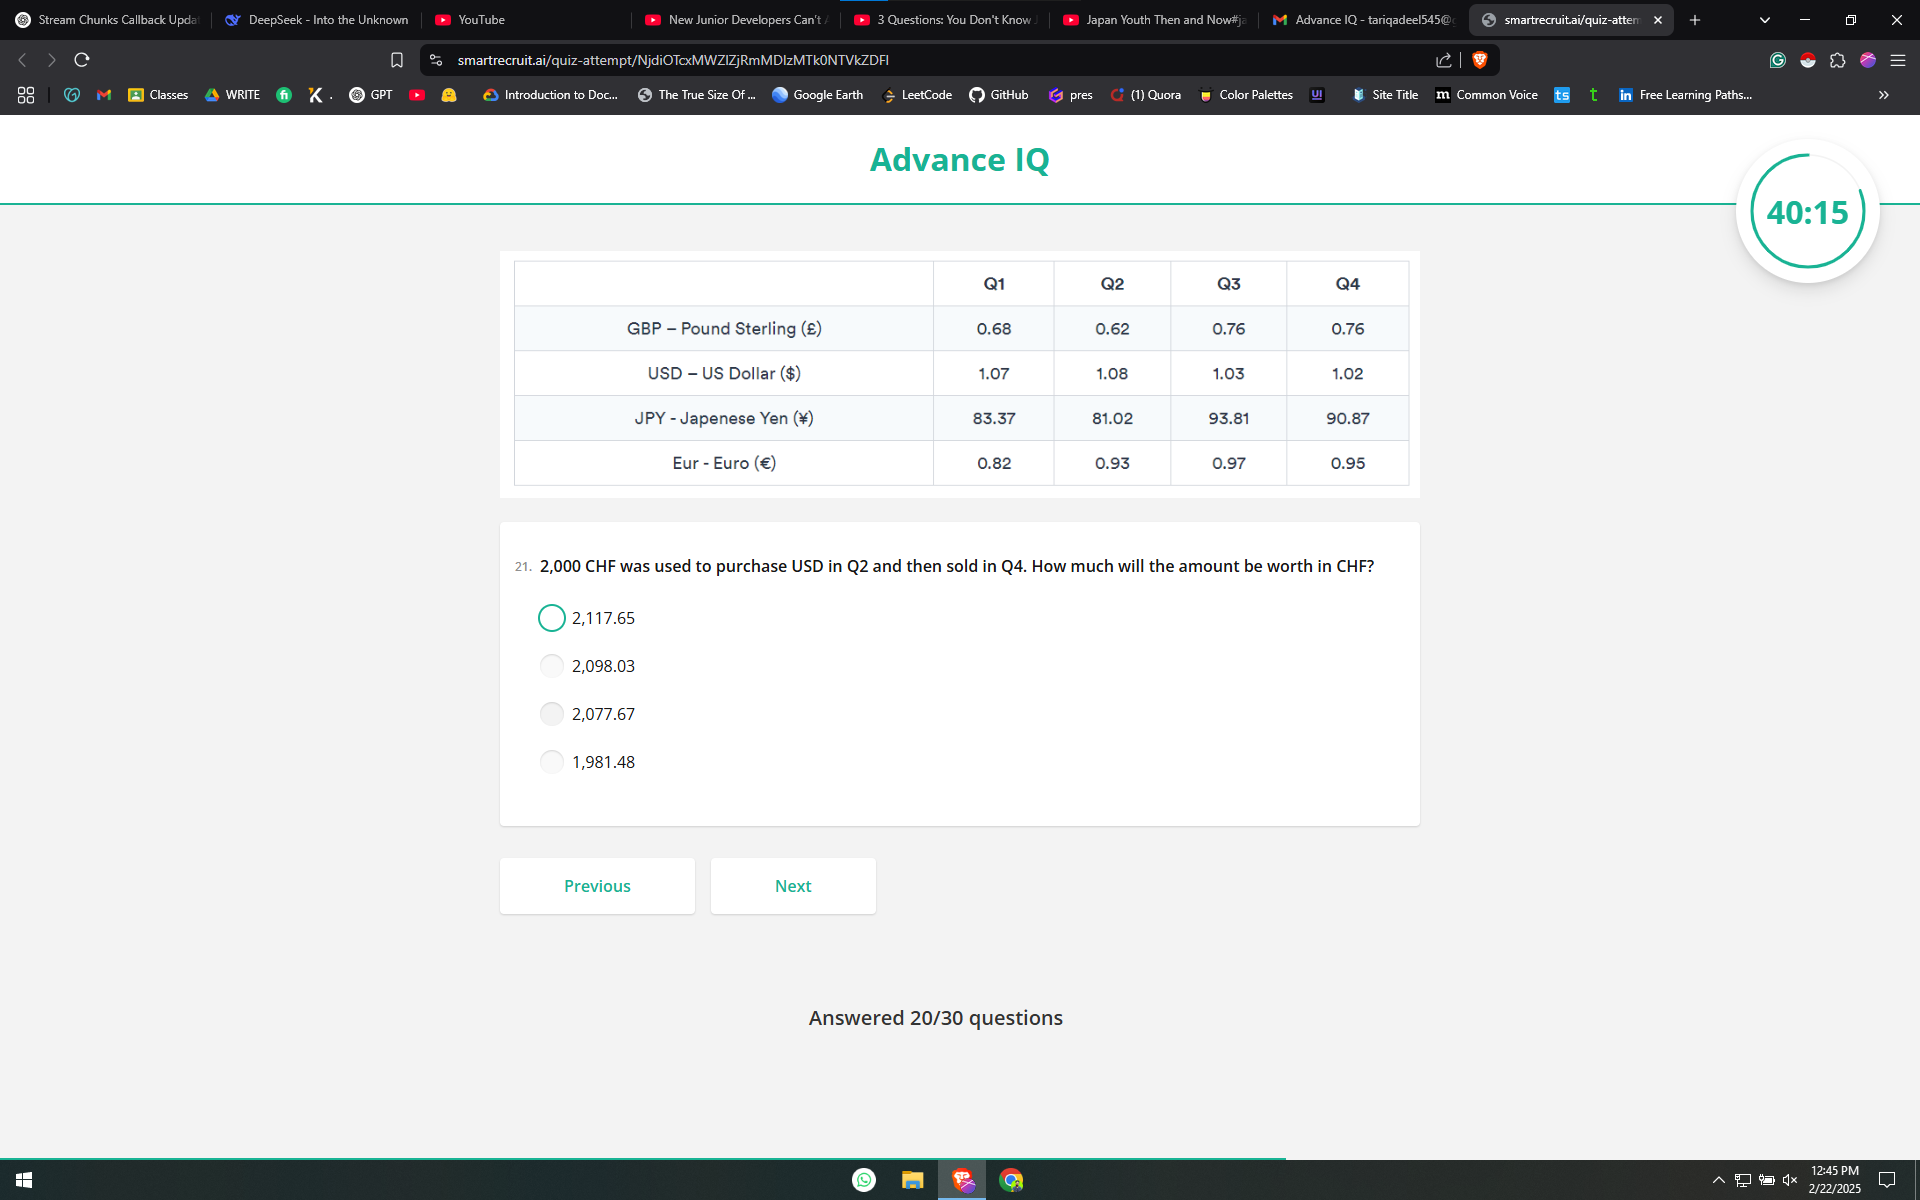 Stream Chunks Callback Upda
DeepSeek - Into the Unknown
YouTube
New Junior Developers Can't
3 Questions: You Don't Know
Japan Youth Then and Now#ja
Advance IQ - tariqadeel545@
smartrecruit.ai/quiz-attem
smartrecruit.ai/quiz-attempt/
Classes
WRITE
GPT
Introduction to Doc...
The True Size Of ...
Google Earth
LeetCode
GitHub
pres
(1) Quora
Color Palettes
UI
Site Title
m Common Voice
ts
t
in Free Learning Paths...
Advance IQ
40:15
Q1 Q2 Q3 Q4
GBP – Pound Sterling (£) 0.68 0.62 0.76 0.76
USD – US Dollar ($) 1.07 1.08 1.03 1.02
JPY - Japenese Yen (¥) 83.37 81.02 93.81 90.87
Eur - Euro (€) 0.82 0.93 0.97 0.95
21. 2,000 CHF was used to purchase USD in Q2 and then sold in Q4. How much will the amount be worth in CHF?
2,117.65
2,098.03
2,077.67
1,981.48
Previous
Next
Answered 20/30 questions
12:45 PM
2/22/2025